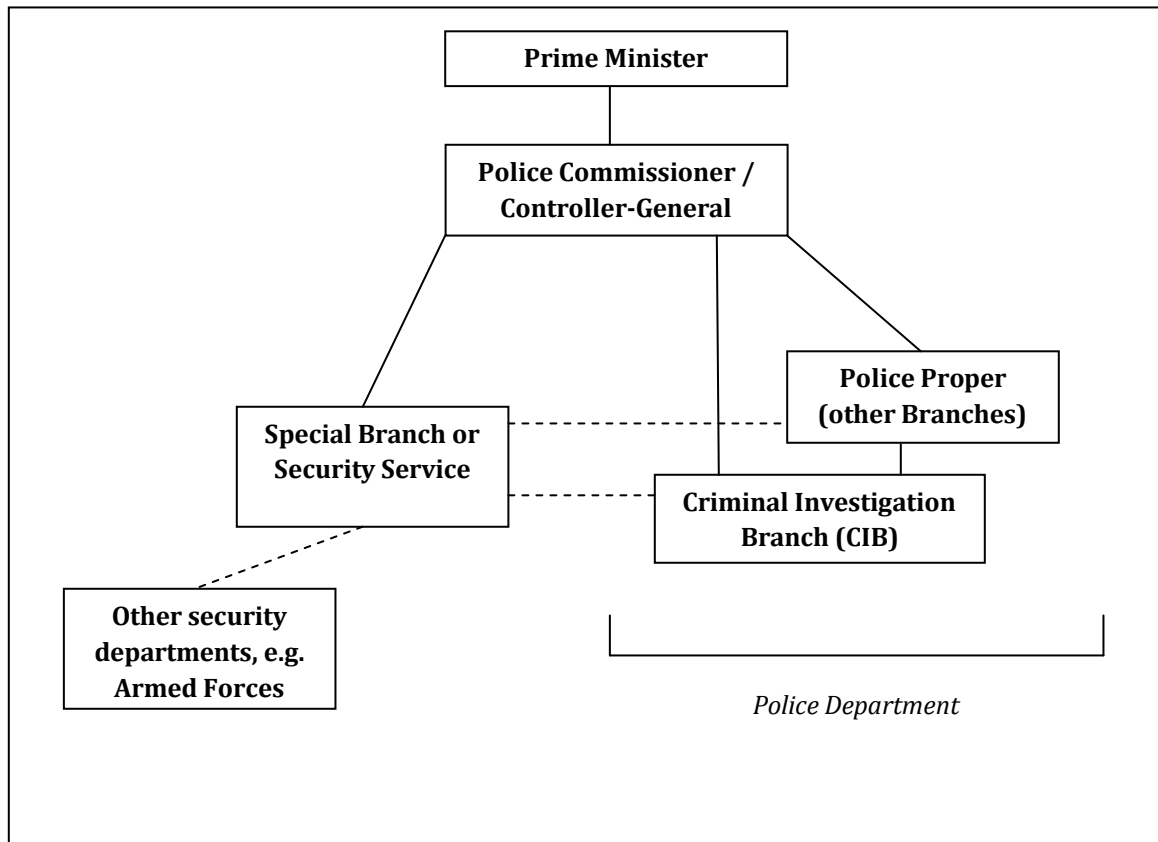 Prime Minister
Police Commissioner /
Controller-General
Police Proper
(other Branches)
Special Branch or
Security Service
Criminal Investigation
Branch (CIB)
Other security
departments, e.g.
Armed Forces
Police Department